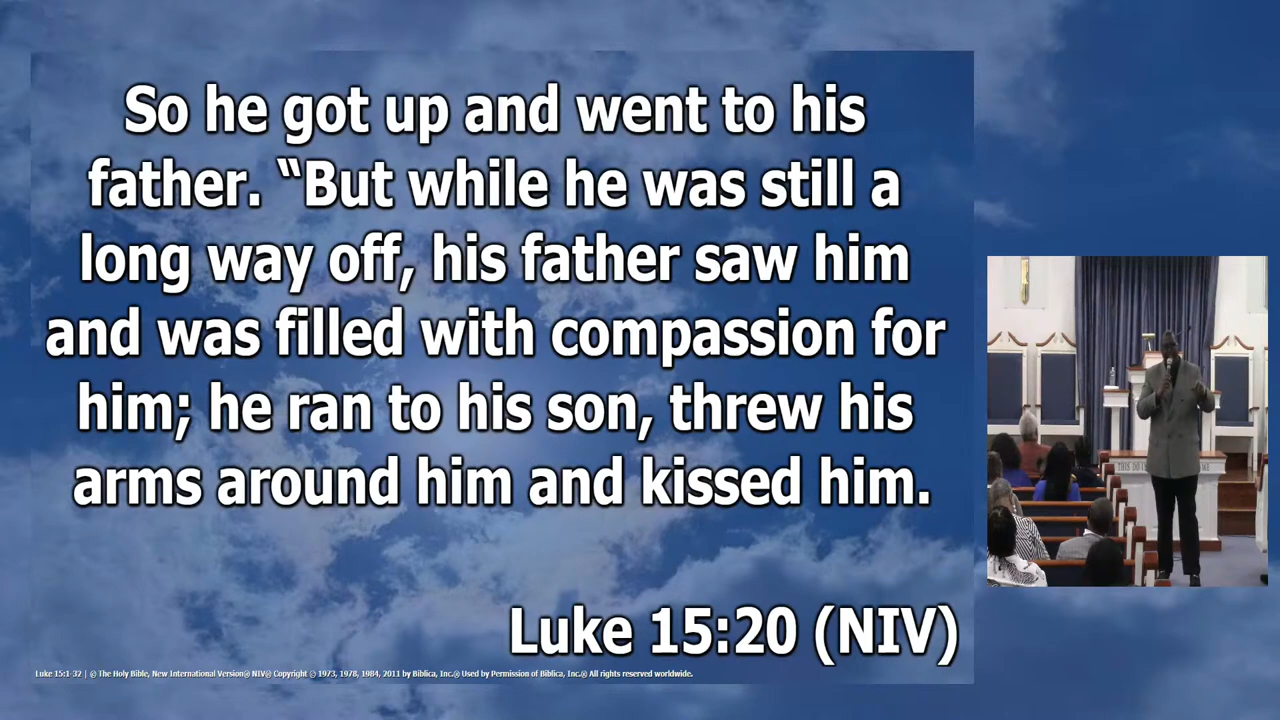 So he got up and went to his
father. “But while he was still a
long way off, his father saw him
and was filled with compassion for
him; he ran to his son, threw his
arms around him and kissed him.
Luke 15:20 (NIV)
Luke 15:1-32 | @ The Holy Bible, New International Version@ NIV@ Copyright © 1973, 1978, 1984, 2011 by Biblica, Inc.@ Used by Permission of Biblica, Inc.@ All rights reserved worldwide.
THIS DO
ME